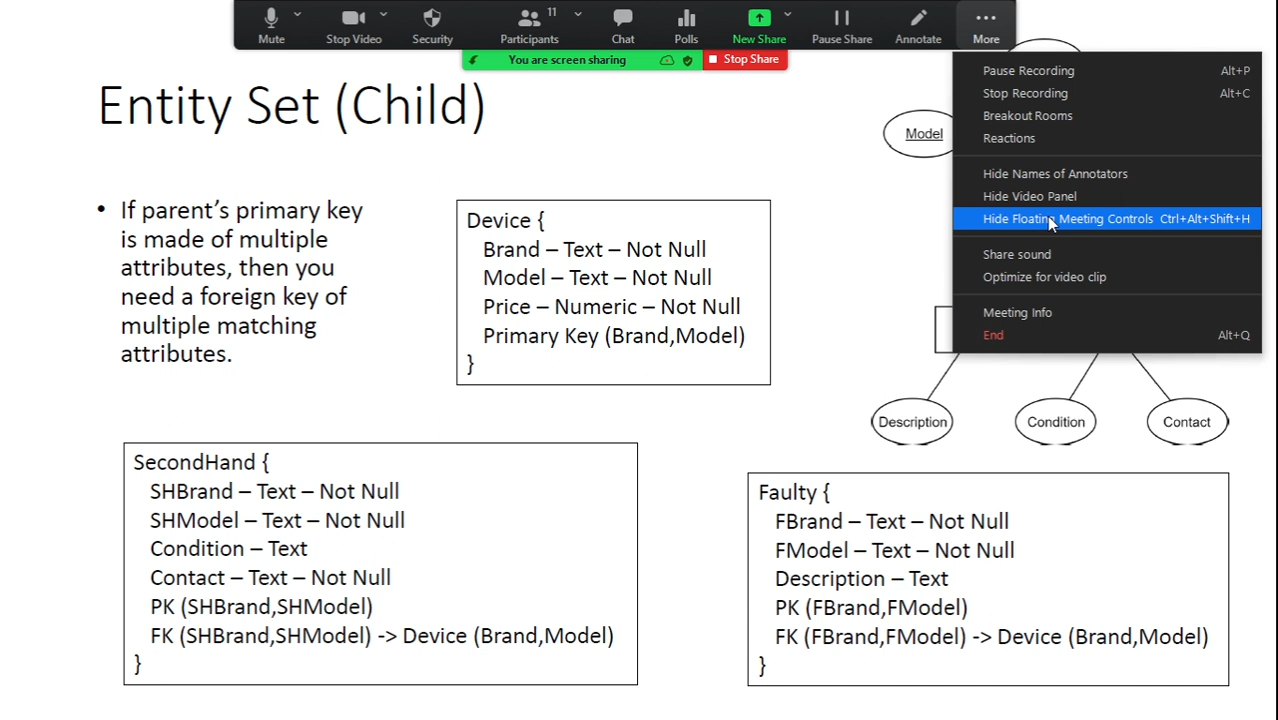 Mute
Stop Video
Security
Participants
11
Chat
Polls
New Share
Pause Share
Annotate
More
You are screen sharing
Stop Share
Pause Recording Alt+P
Stop Recording Alt+C
Breakout Rooms
Reactions
Hide Names of Annotators
Hide Video Panel
Hide Floating Meeting Controls Ctrl+Alt+Shift+H
Share sound
Optimize for video clip
Meeting Info
End Alt+Q
Entity Set (Child)
Model
• If parent’s primary key
is made of multiple
attributes, then you
need a foreign key of
multiple matching
attributes.
Device {
Brand – Text – Not Null
Model – Text – Not Null
Price – Numeric – Not Null
Primary Key (Brand,Model)
}
Description
Condition
Contact
SecondHand {
SHBrand – Text – Not Null
SHModel – Text – Not Null
Condition – Text
Contact – Text – Not Null
PK (SHBrand,SHModel)
FK (SHBrand,SHModel) -> Device (Brand,Model)
}
Faulty {
FBrand – Text – Not Null
FModel – Text – Not Null
Description – Text
PK (FBrand,FModel)
FK (FBrand,FModel) -> Device (Brand,Model)
}